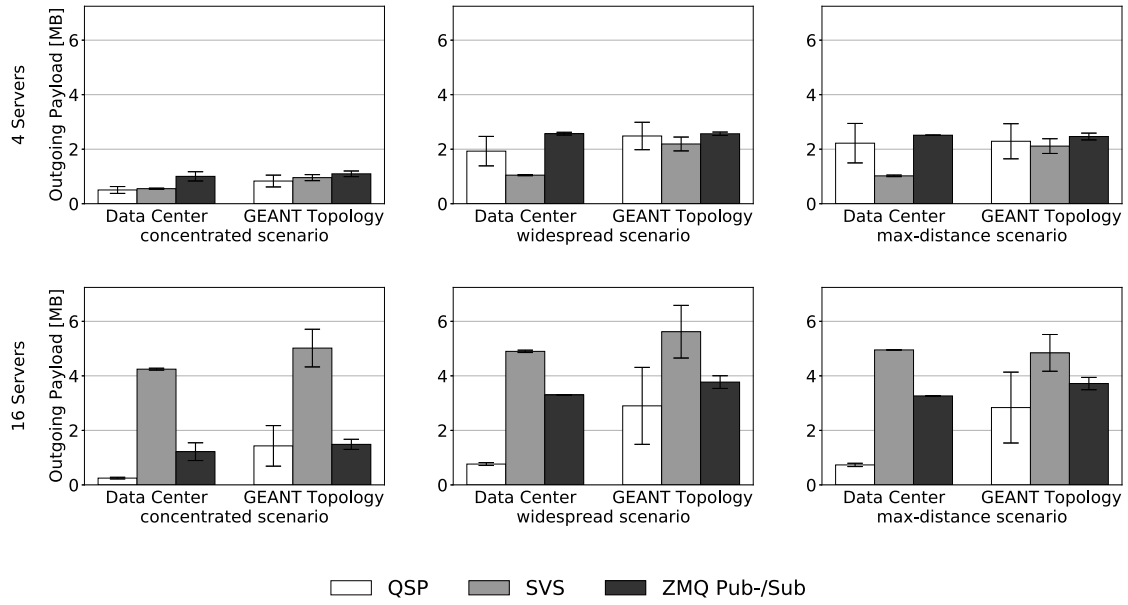 4 Servers
Outgoing Payload [MB]
6
4
2
0
Data Center GEANT Topology
concentrated scenario
6
4
2
0
Data Center GEANT Topology
widespread scenario
6
4
2
0
Data Center GEANT Topology
max-distance scenario
16 Servers
Outgoing Payload [MB]
6
4
2
0
Data Center GEANT Topology
concentrated scenario
6
4
2
0
Data Center GEANT Topology
widespread scenario
6
4
2
0
Data Center GEANT Topology
max-distance scenario
QSP SVS ZMQ Pub-/Sub